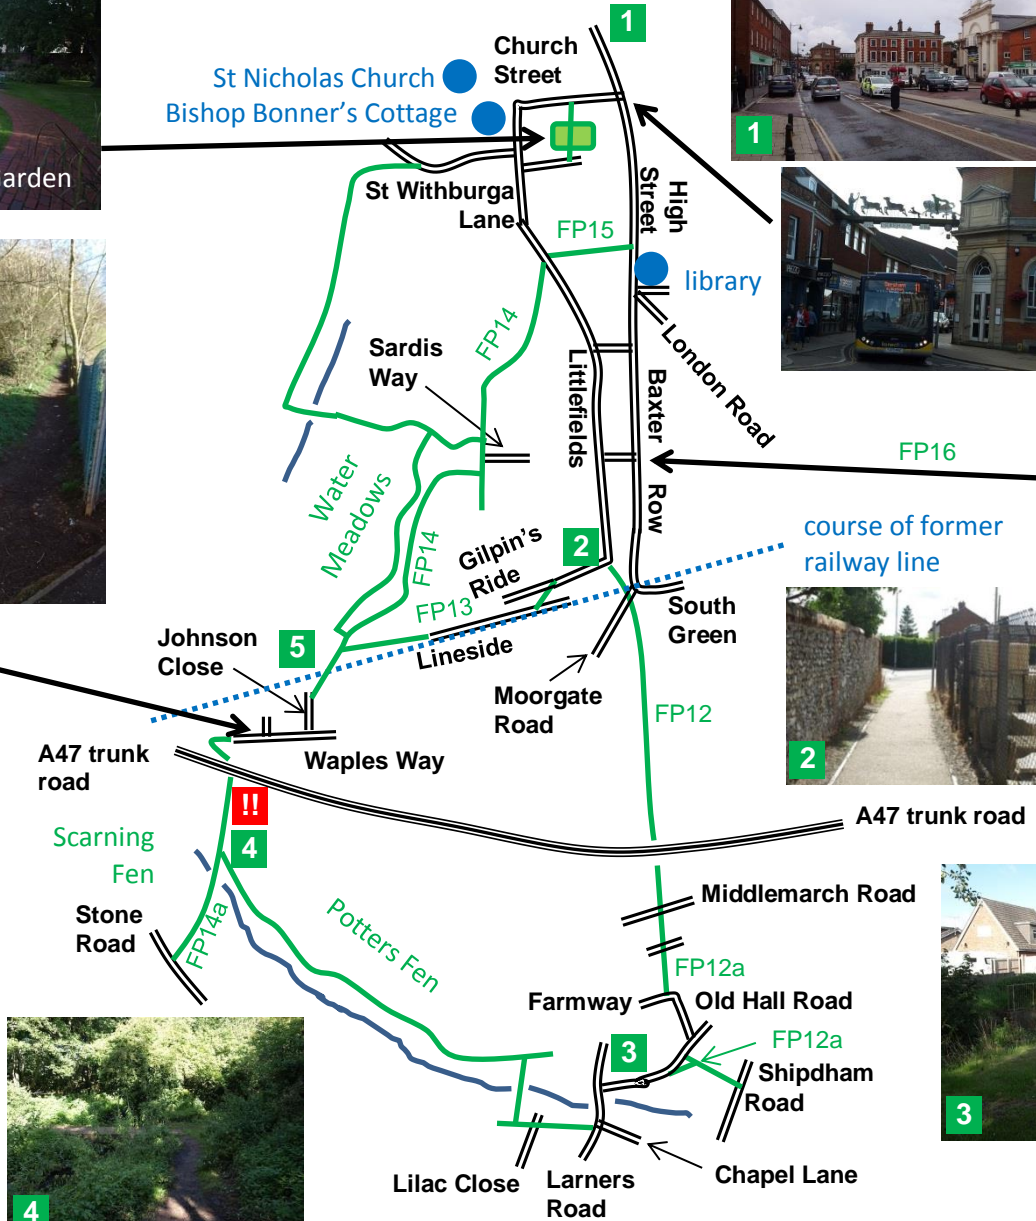 1
Church
Street
St Nicholas Church
Bishop Bonner's Cottage
1
arden
St Withburga
Lane
High
Street
FP15
library
FP14
Sardis
Way
London Road
Littlefields
Baxter
Row
FP16
Water
Meadows
FP14
Gilpin's
Ride
2
course of former
railway line
FP13
Lineside
South
Green
Johnson
Close
5
Moorgate
Road
FP12
2
A47 trunk
road
Waples Way
!!
4
A47 trunk road
Scarning
Fen
Stone
Road
FP14a
Potters Fen
Middlemarch Road
FP12a
Farmway
Old Hall Road
FP12a
3
Shipdham
Road
3
Chapel Lane
Lilac Close
Larners
Road
4